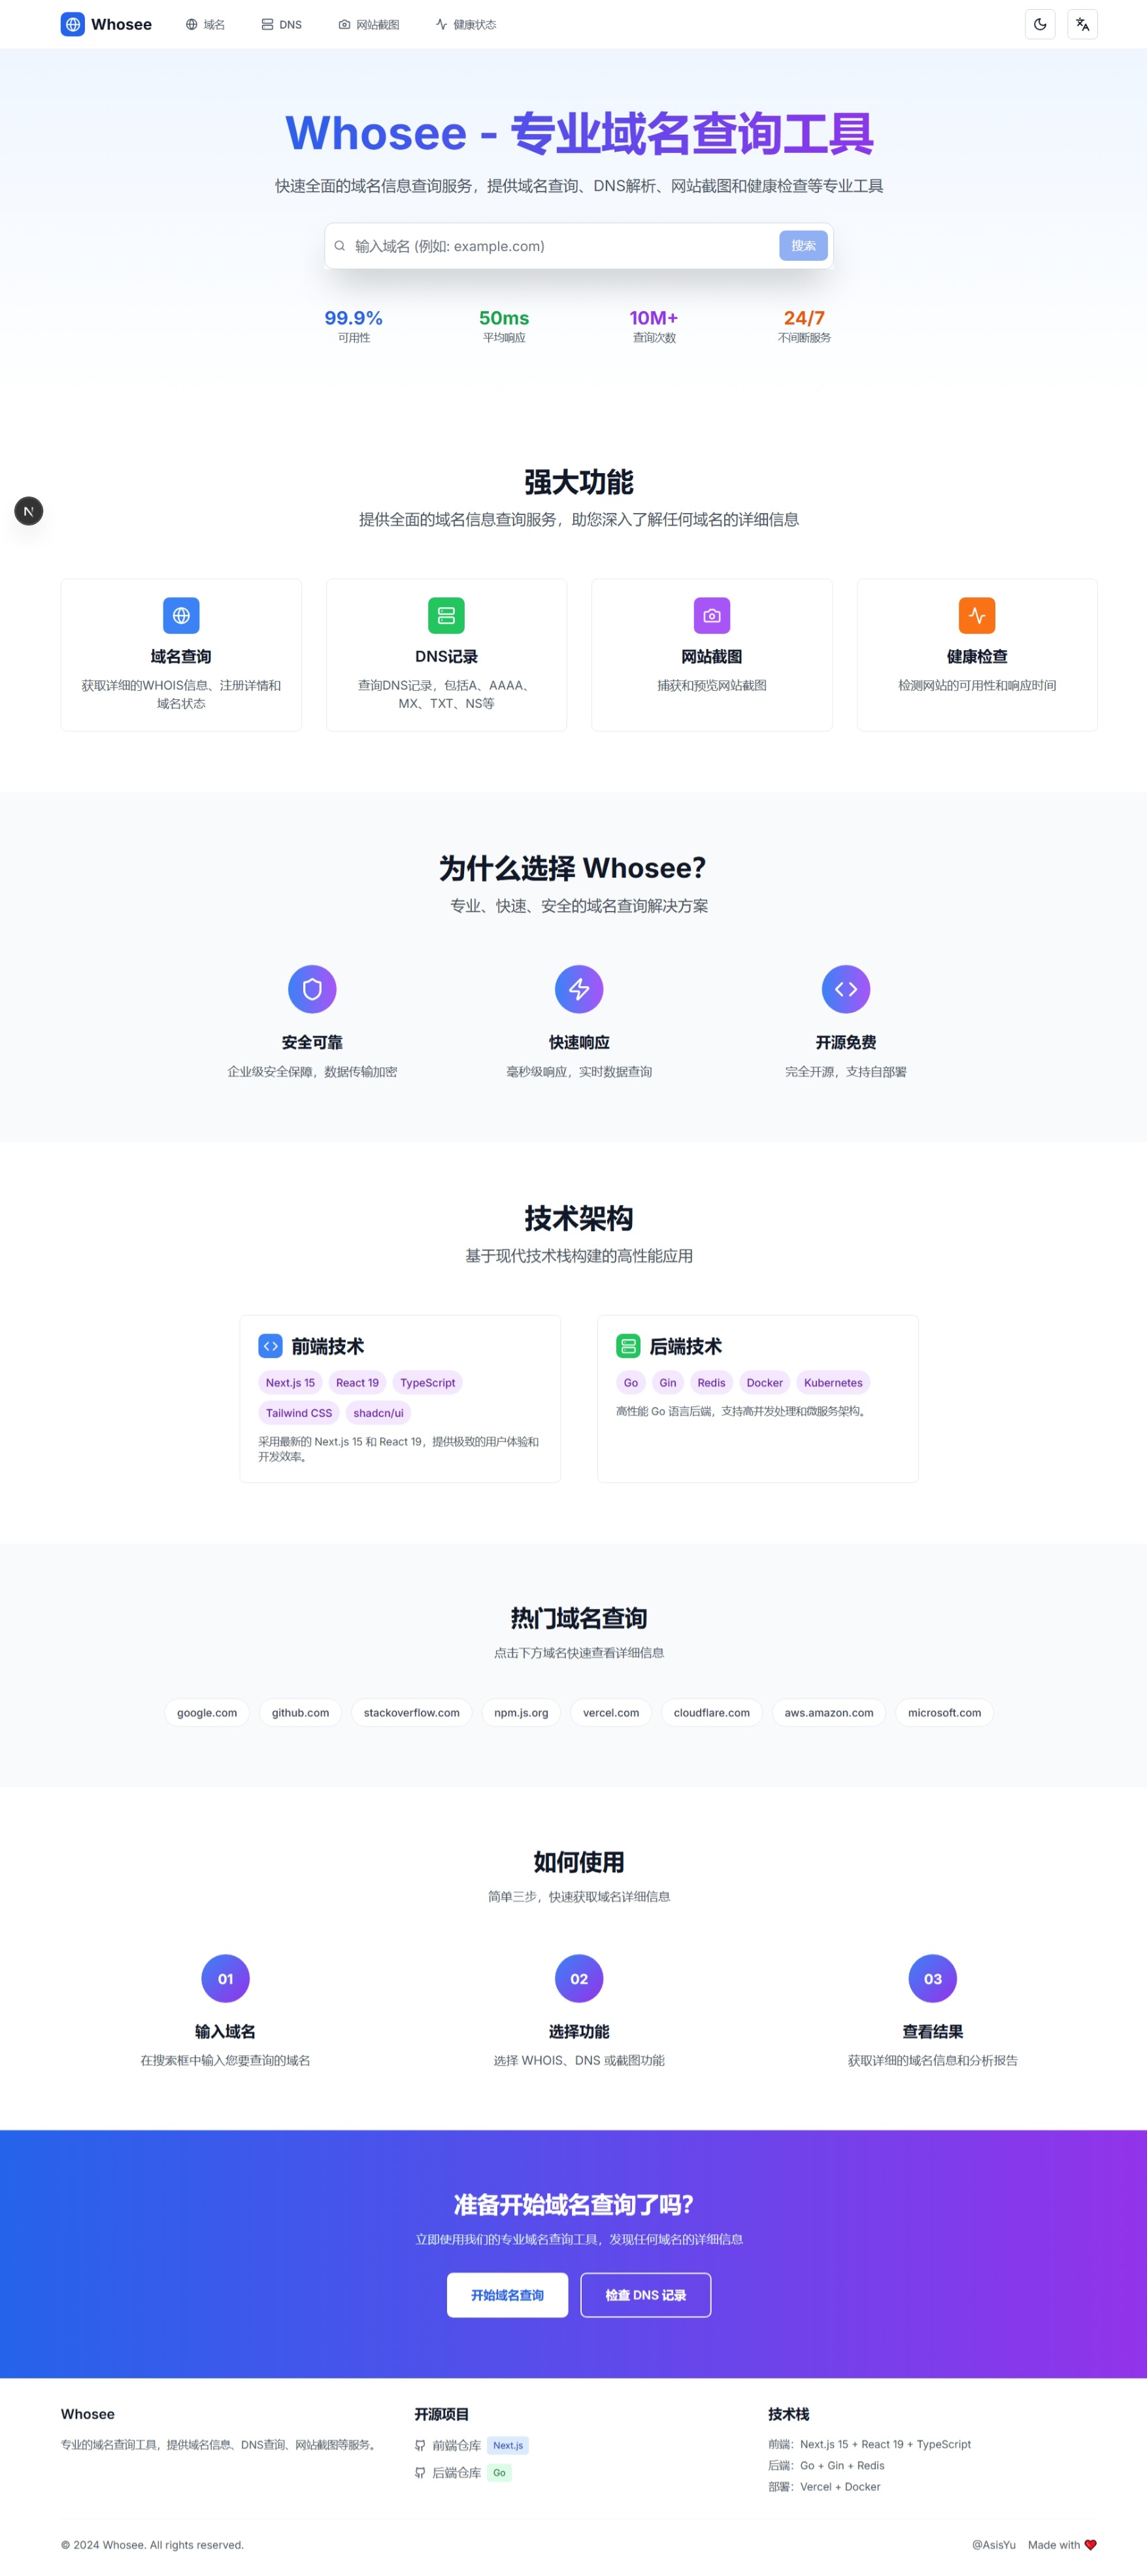 Whosee
域名
DNS
网站截图
健康状态
Whosee - 专业域名查询工具
快速全面的域名信息查询服务，提供域名查询、DNS解析、网站截图和健康检查等专业工具
输入域名 (例如: example.com)
搜索
99.9%
可用性
50ms
平均响应
10M+
查询次数
24/7
不间断服务
强大功能
提供全面的域名信息查询服务，助您深入了解任何域名的详细信息
N
域名查询
获取详细的WHOIS信息、注册详情和
域名状态
DNS记录
查询DNS记录，包括A、AAAA、
MX、TXT、NS等
网站截图
捕获和预览网站截图
健康检查
检测网站的可用性和响应时间
为什么选择 Whosee？
专业、快速、安全的域名查询解决方案
安全可靠
企业级安全保障，数据传输加密
快速响应
毫秒级响应，实时数据查询
开源免费
完全开源，支持自部署
技术架构
基于现代技术栈构建的高性能应用
前端技术
Next.js 15
React 19
TypeScript
Tailwind CSS
shadcn/ui
采用最新的 Next.js 15 和 React 19，提供极致的用户体验和
开发效率。
后端技术
Go
Gin
Redis
Docker
Kubernetes
高性能 Go 语言后端，支持高并发处理和微服务架构。
热门域名查询
点击下方域名快速查看详细信息
google.com
github.com
stackoverflow.com
npm.js.org
vercel.com
cloudflare.com
aws.amazon.com
microsoft.com
如何使用
简单三步，快速获取域名详细信息
01
输入域名
在搜索框中输入您要查询的域名
02
选择功能
选择 WHOIS、DNS 或截图功能
03
查看结果
获取详细的域名信息和分析报告
准备开始域名查询了吗？
立即使用我们的专业域名查询工具，发现任何域名的详细信息
开始域名查询
检查 DNS 记录
Whosee
专业的域名查询工具，提供域名信息、DNS查询、网站截图等服务。
开源项目
前端仓库 Next.js
后端仓库 Go
技术栈
前端：Next.js 15 + React 19 + TypeScript
后端：Go + Gin + Redis
部署：Vercel + Docker
© 2024 Whosee. All rights reserved.
@AsisYu
Made with ❤️